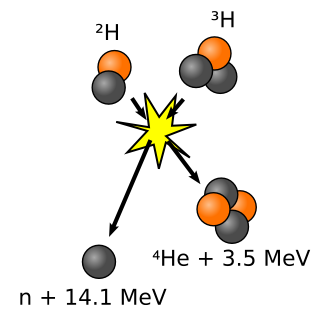 ²H
³H
⁴He + 3.5 MeV
n + 14.1 MeV